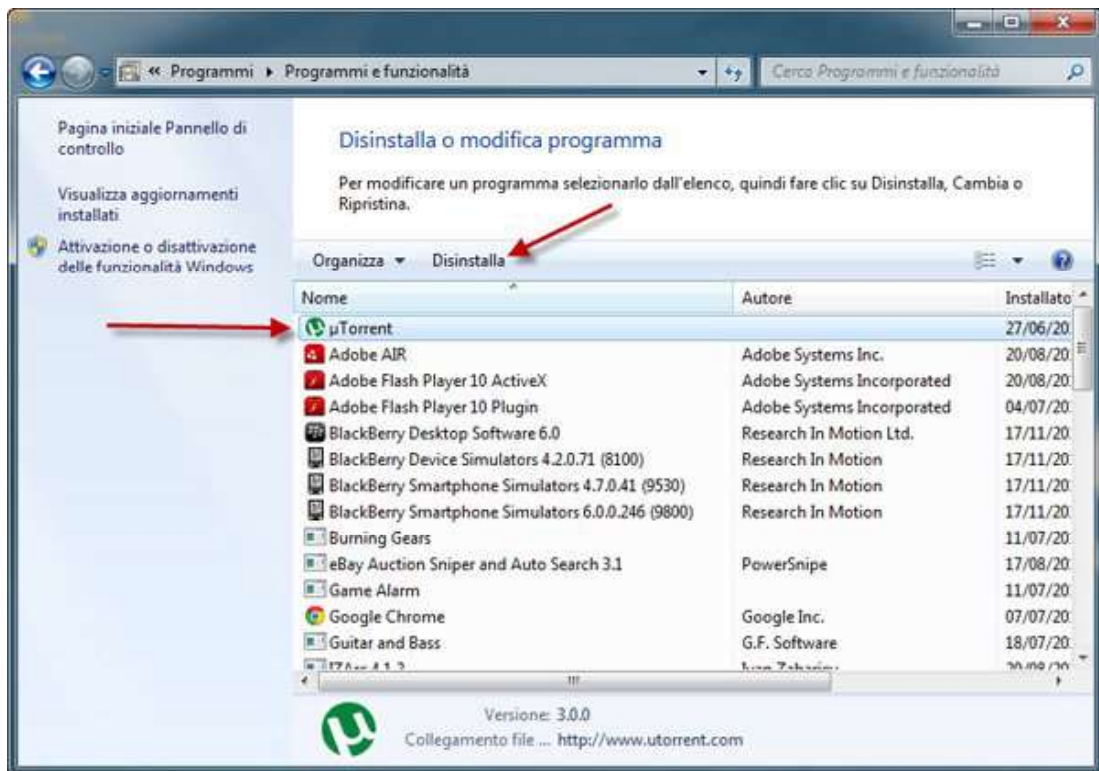 « Programmi ▸ Programmi e funzionalità
Cerca Programmi e funzionalità
Pagina iniziale Pannello di
controllo
Visualizza aggiornamenti
installati
Attivazione o disattivazione
delle funzionalità Windows
Disinstalla o modifica programma
Per modificare un programma selezionarlo dall'elenco, quindi fare clic su Disinstalla, Cambia o
Ripristina.
Organizza Disinstalla
Nome Autore Installato
µTorrent 27/06/20
Adobe AIR Adobe Systems Inc. 20/08/20
Adobe Flash Player 10 ActiveX Adobe Systems Incorporated 20/08/20
Adobe Flash Player 10 Plugin Adobe Systems Incorporated 04/07/20
BlackBerry Desktop Software 6.0 Research In Motion Ltd. 17/11/20
BlackBerry Device Simulators 4.2.0.71 (8100) Research In Motion 17/11/20
BlackBerry Smartphone Simulators 4.7.0.41 (9530) Research In Motion 17/11/20
BlackBerry Smartphone Simulators 6.0.0.246 (9800) Research In Motion 17/11/20
Burning Gears 11/07/20
eBay Auction Sniper and Auto Search 3.1 PowerSnipe 17/08/20
Game Alarm 11/07/20
Google Chrome Google Inc. 07/07/20
Guitar and Bass G.F. Software 18/07/20
Versione: 3.0.0
Collegamento file ... http://www.utorrent.com